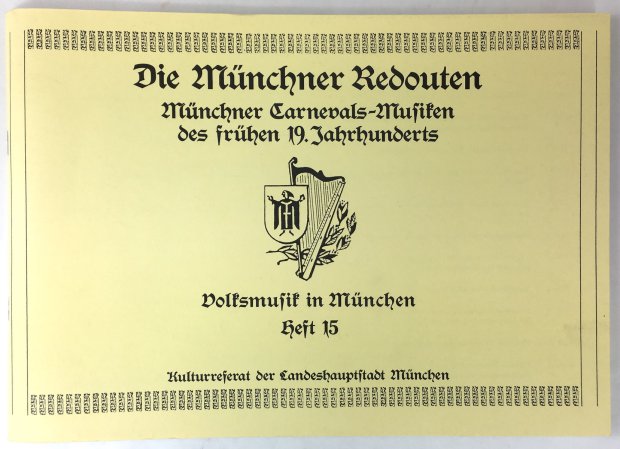 Die Münchner Redouten
Münchner Carnevals-Musiken
des frühen 19. Jahrhunderts
Volksmusik in München
Heft 15
Kulturreferat der Landeshauptstadt München